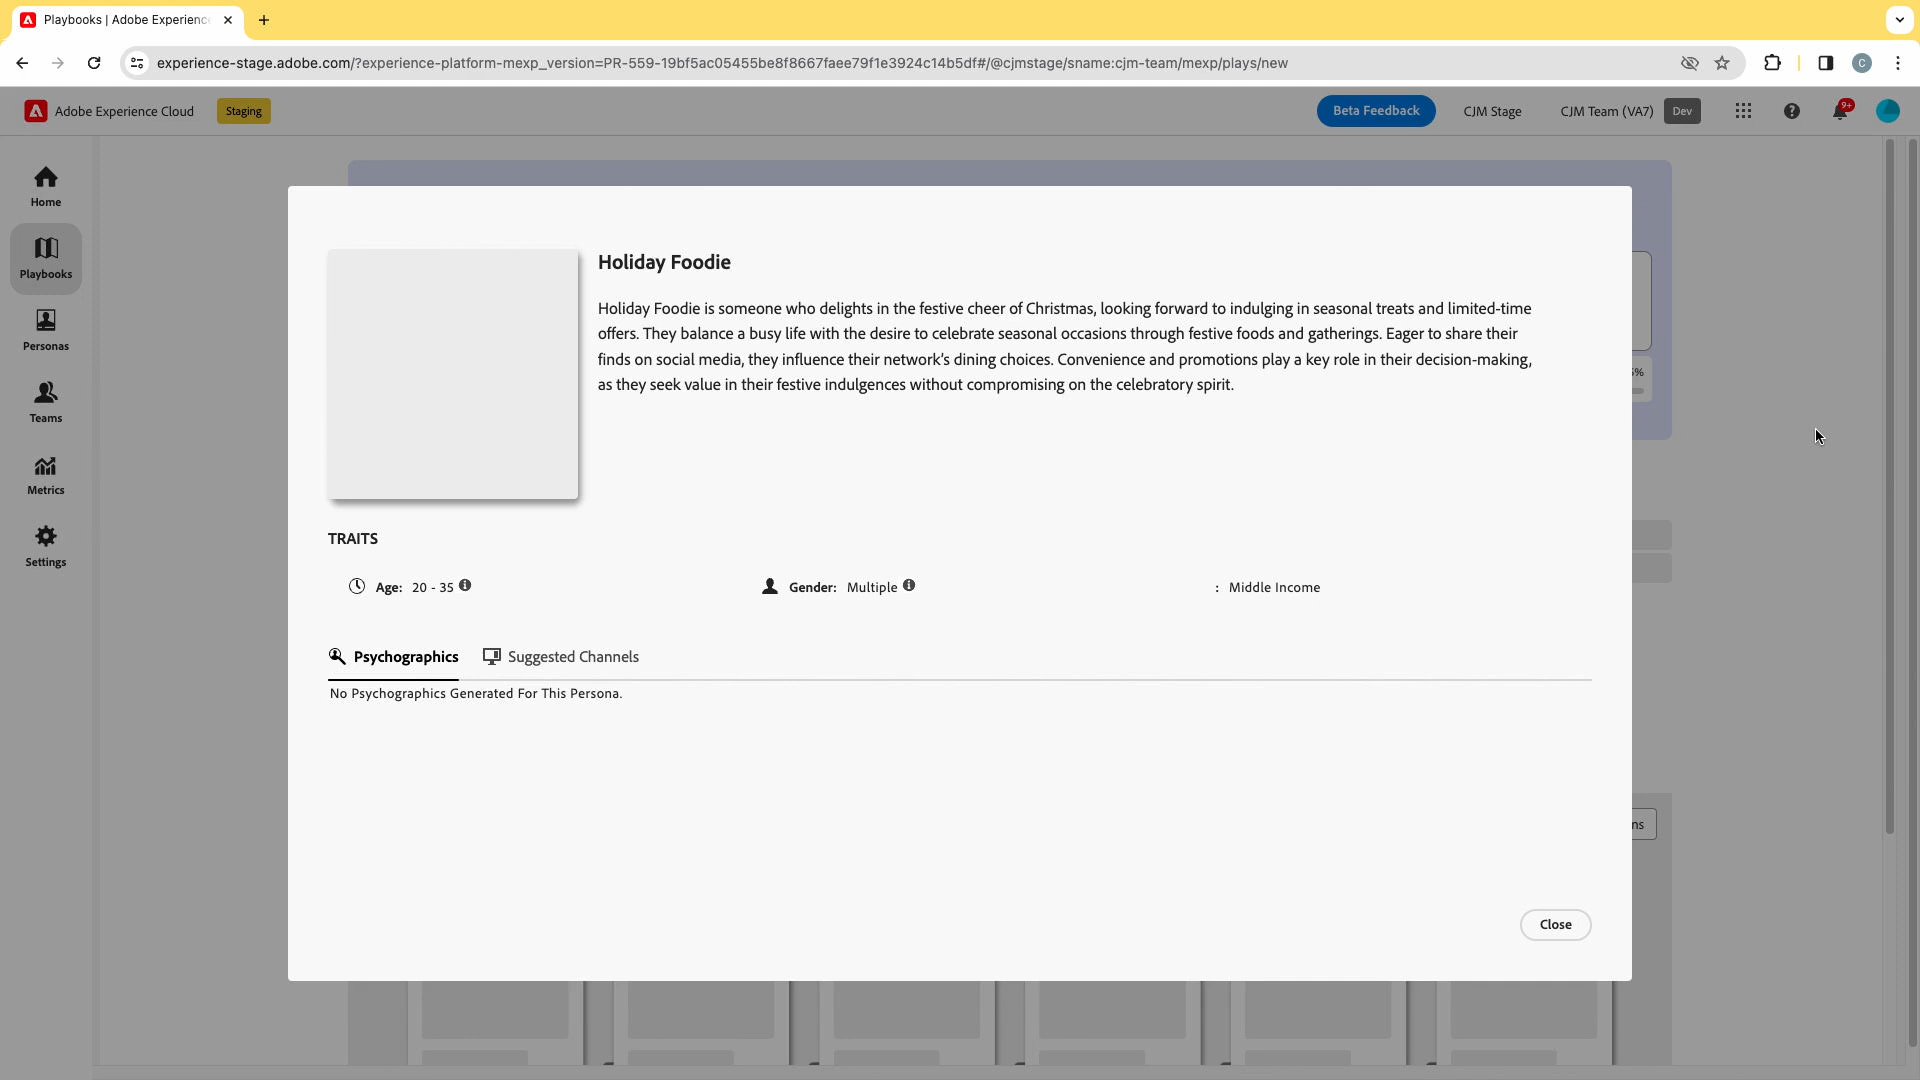 Playbooks | Adobe Experienc
experience-stage.adobe.com/?experience-platform-mexp_version=PR-559-19bf5ac05455be8f8667faee79f1e3924c14b5df#/@cjmstage/sname:cjm-team/mexp/plays/new
C
Adobe Experience Cloud
Staging
Beta Feedback
CJM Stage
CJM Team (VA7)
Dev
9+
Home
Playbooks
Personas
Teams
Metrics
Settings
Holiday Foodie
Holiday Foodie is someone who delights in the festive cheer of Christmas, looking forward to indulging in seasonal treats and limited-time
offers. They balance a busy life with the desire to celebrate seasonal occasions through festive foods and gatherings. Eager to share their
finds on social media, they influence their network's dining choices. Convenience and promotions play a key role in their decision-making,
as they seek value in their festive indulgences without compromising on the celebratory spirit.
TRAITS
Age: 20 - 35
Gender: Multiple
: Middle Income
Psychographics
Suggested Channels
No Psychographics Generated For This Persona.
Close